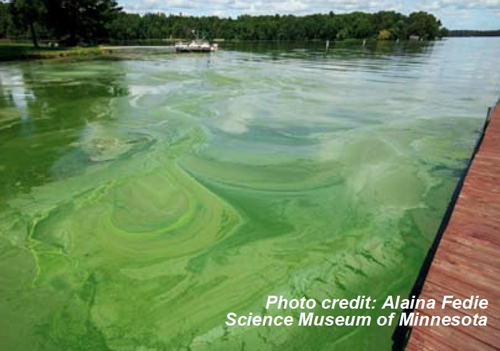 Photo credit: Alaina Fedie
Science Museum of Minnesota